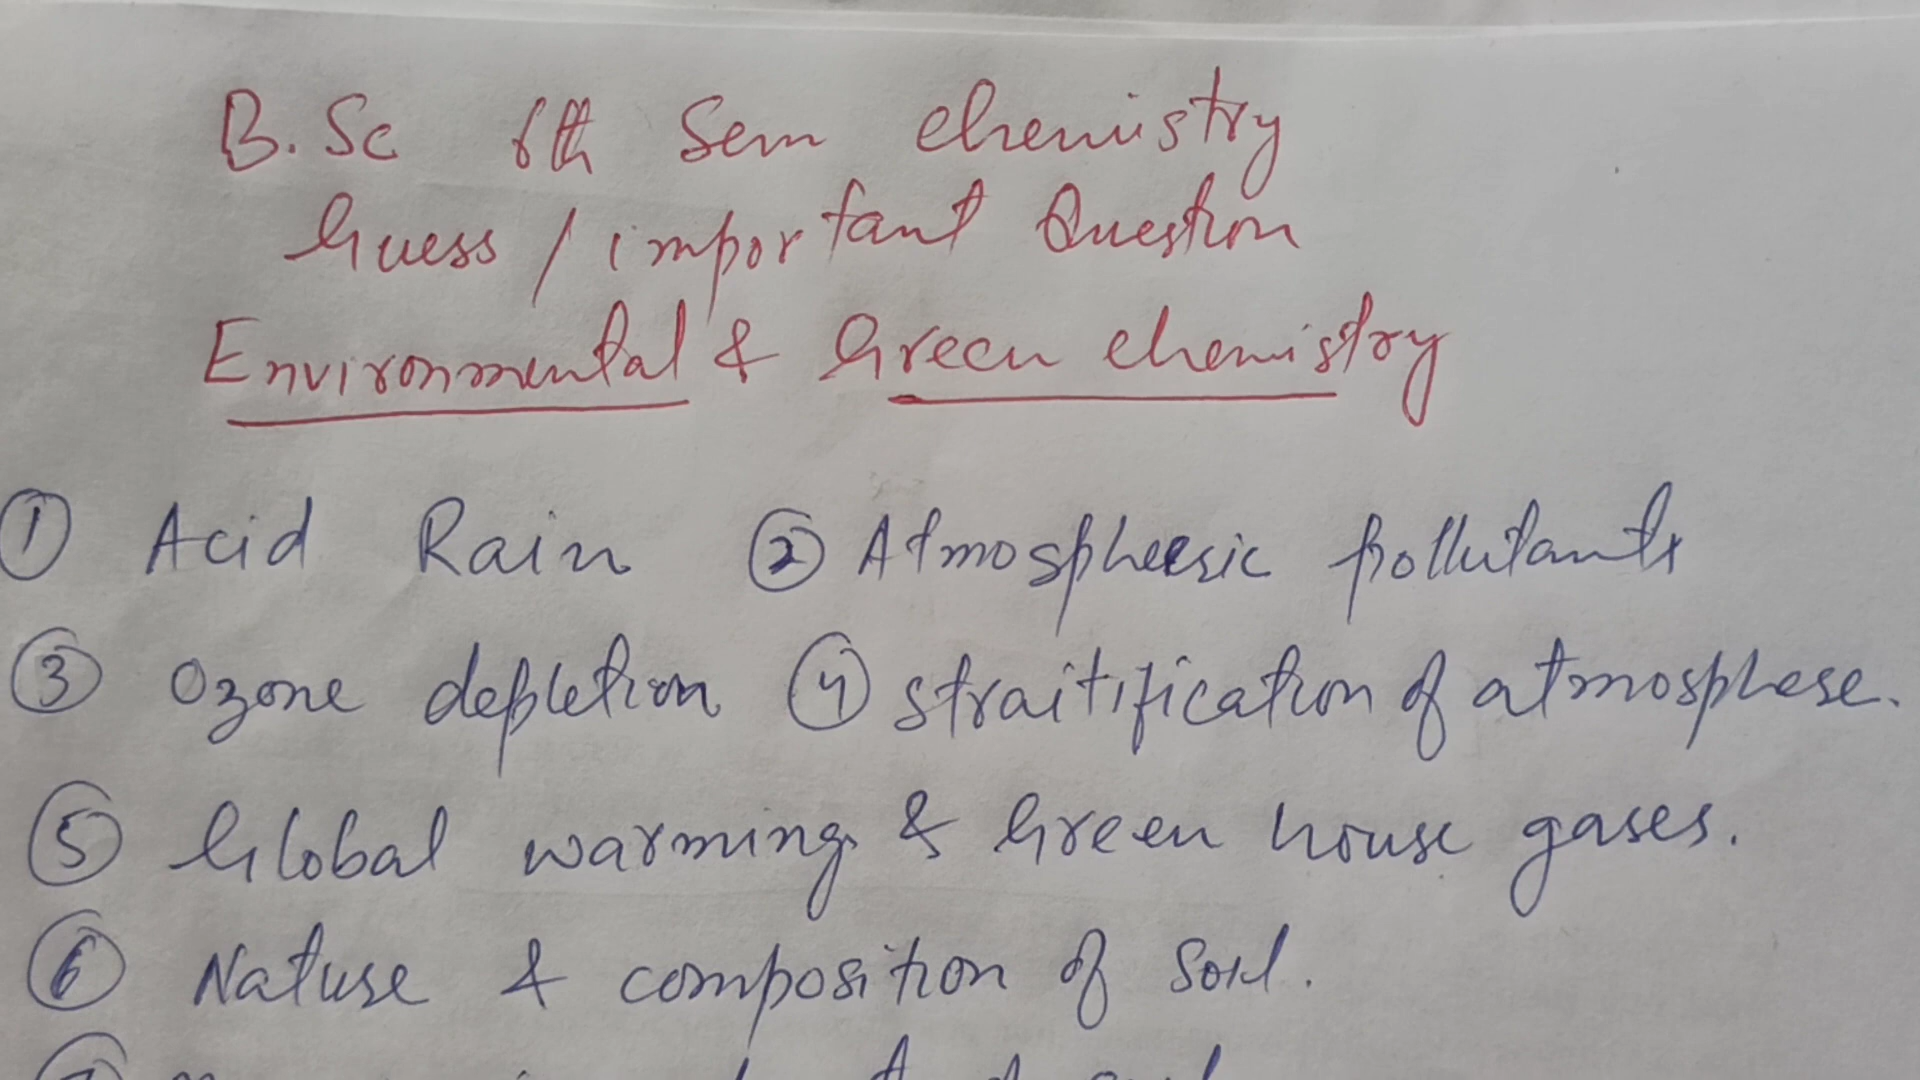 B.Sc 6th Sem chemistry
Guess / important Question
Environmental & Green chemistry
① Acid Rain ② Atmospheric pollutants
③ Ozone depletion ④ straitification of atmosphere.
⑤ Global warming & Green house gases.
⑥ Nature & composition of Soil.